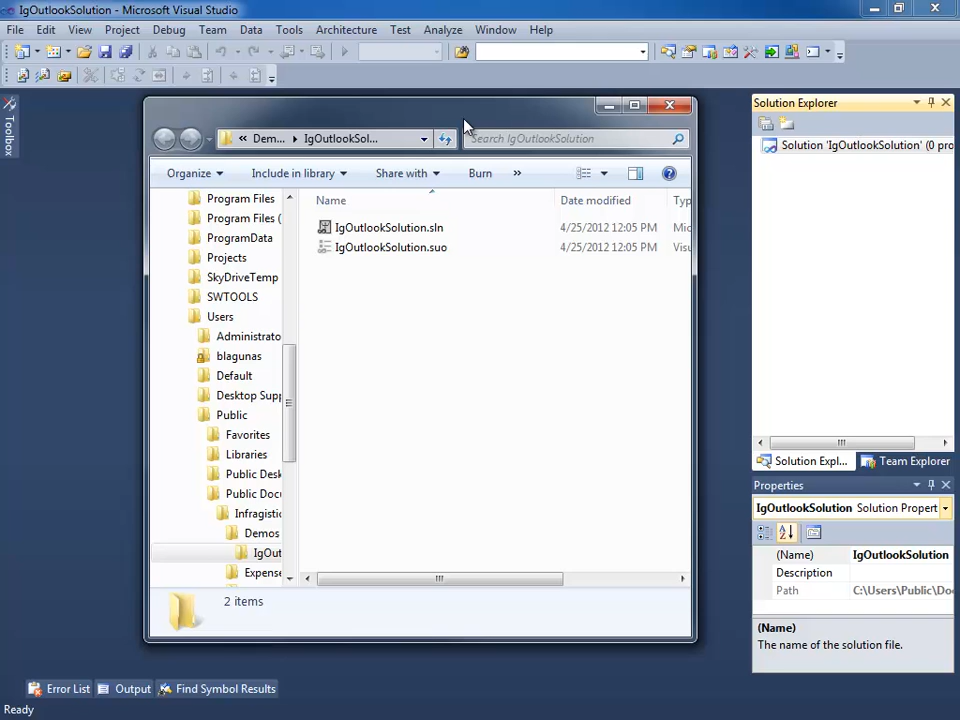 IgOutlookSolution - Microsoft Visual Studio
File Edit View Project Debug Team Data Tools Architecture Test Analyze Window Help
Toolbox
Dem... IgOutlookSol... Search IgOutlookSolution
Organize Include in library Share with Burn »
Name Date modified Typ
Program Files
Program Files (
ProgramData
Projects
SkyDriveTemp
SWTOOLS
Users
Administrato
blagunas
Default
Desktop Supp
Public
Favorites
Libraries
Public Desk
Public Docu
Infragistic
Demos
IgOut
Expense
IgOutlookSolution.sln 4/25/2012 12:05 PM Mic
IgOutlookSolution.suo 4/25/2012 12:05 PM Visu
2 items
Solution Explorer
Solution 'IgOutlookSolution' (0 pro
Solution Expl... Team Explorer
Properties
IgOutlookSolution Solution Propert
(Name) IgOutlookSolution
Description
Path C:\Users\Public\Do
(Name)
The name of the solution file.
Error List Output Find Symbol Results
Ready